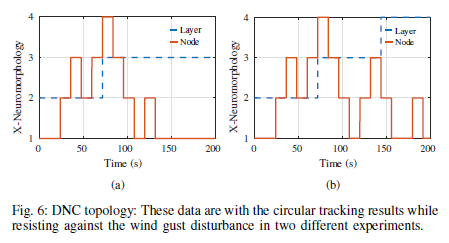 4
3
2
1
X-Neuromorphology
0
50
100
150
200
Time (s)
Layer
Node
(a)
4
3
2
1
X-Neuromorphology
0
50
100
150
200
Time (s)
Layer
Node
(b)
Fig. 6: DNC topology: These data are with the circular tracking results while
resisting against the wind gust disturbance in two different experiments.